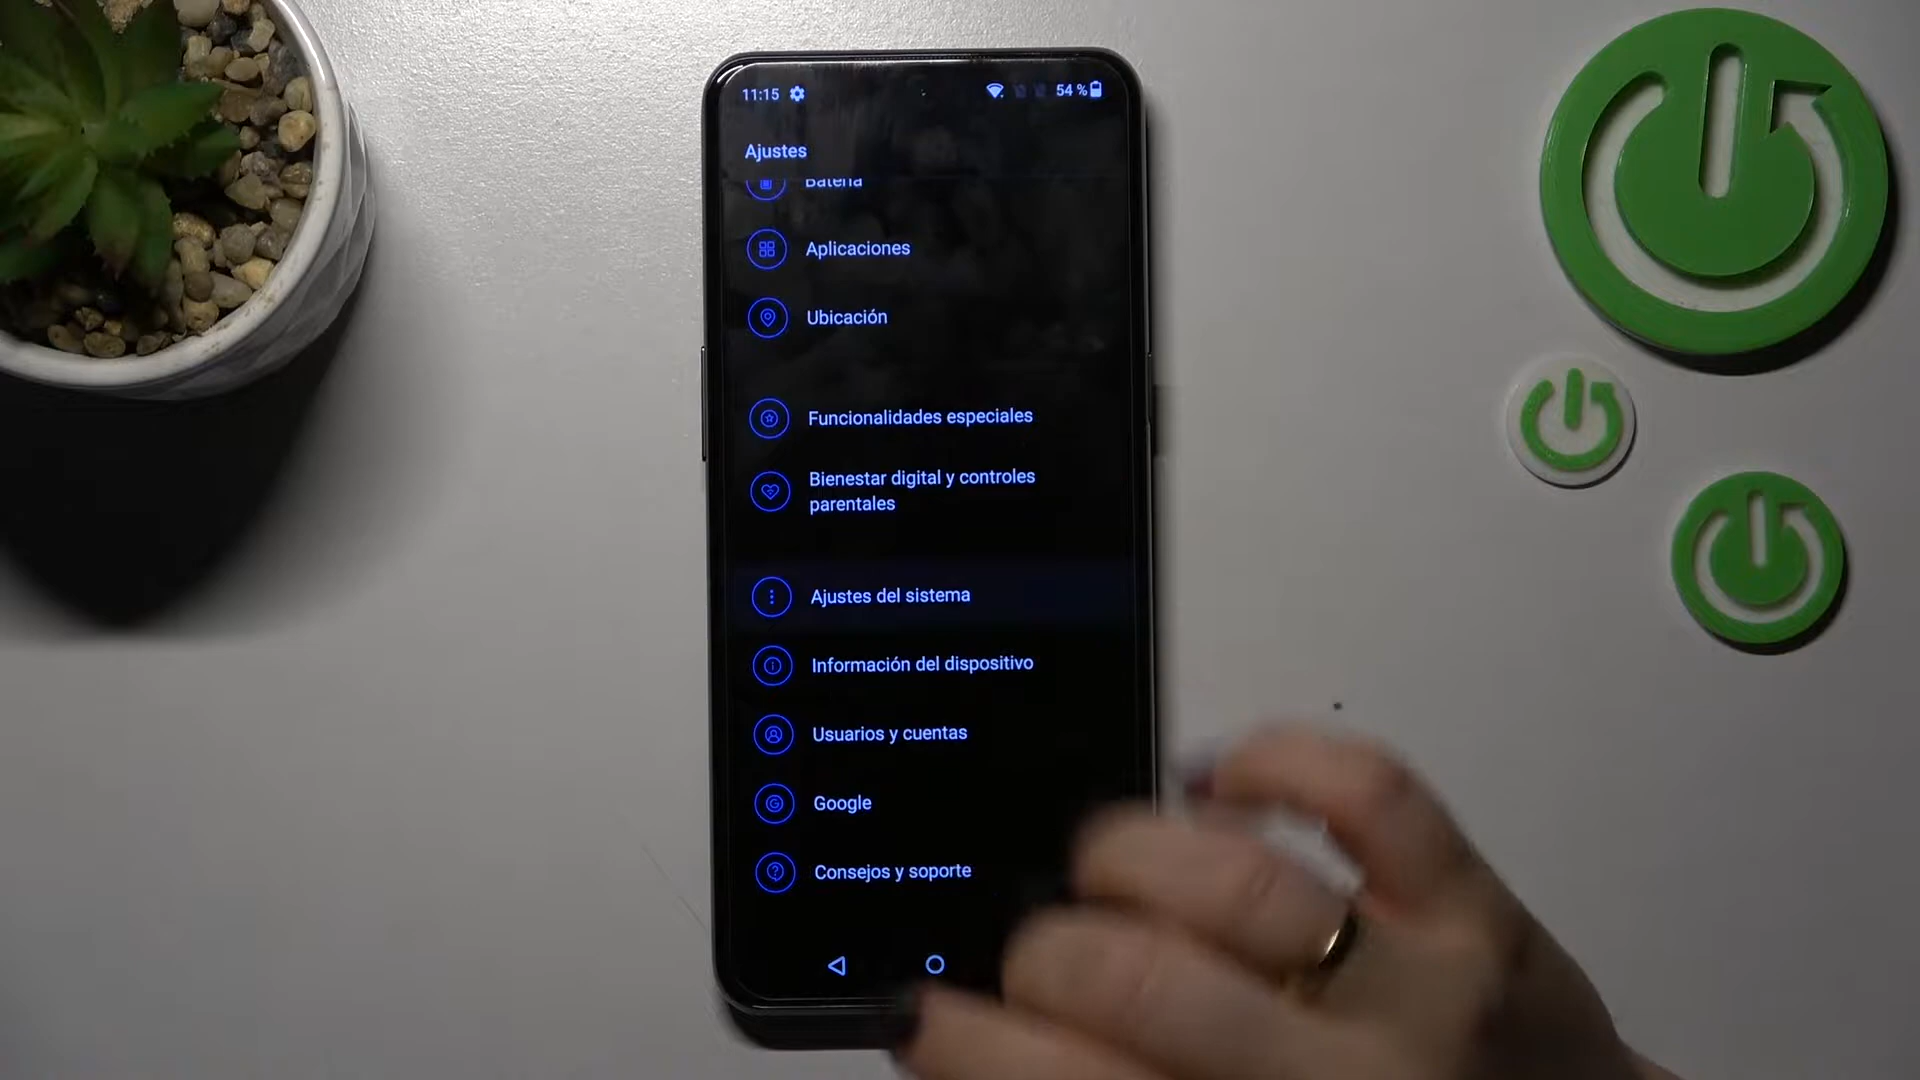 11:15
54 %
Ajustes
Batería
Aplicaciones
Ubicación
Funcionalidades especiales
Bienestar digital y controles
parentales
Ajustes del sistema
Información del dispositivo
Usuarios y cuentas
Google
Consejos y soporte